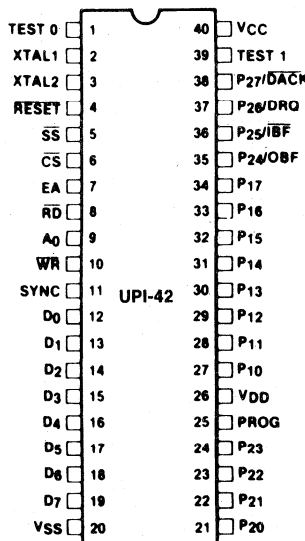 TEST 0 1 40 VCC
XTAL1 2 39 TEST 1
XTAL2 3 38 P27/DACK
RESET 4 37 P26/DRQ
SS 5 36 P25/IBF
CS 6 35 P24/OBF
EA 7 34 P17
RD 8 33 P16
A0 9 32 P15
WR 10 31 P14
SYNC 11 UPI-42 30 P13
D0 12 29 P12
D1 13 28 P11
D2 14 27 P10
D3 15 26 VDD
D4 16 25 PROG
D5 17 24 P23
D6 18 23 P22
D7 19 22 P21
VSS 20 21 P20